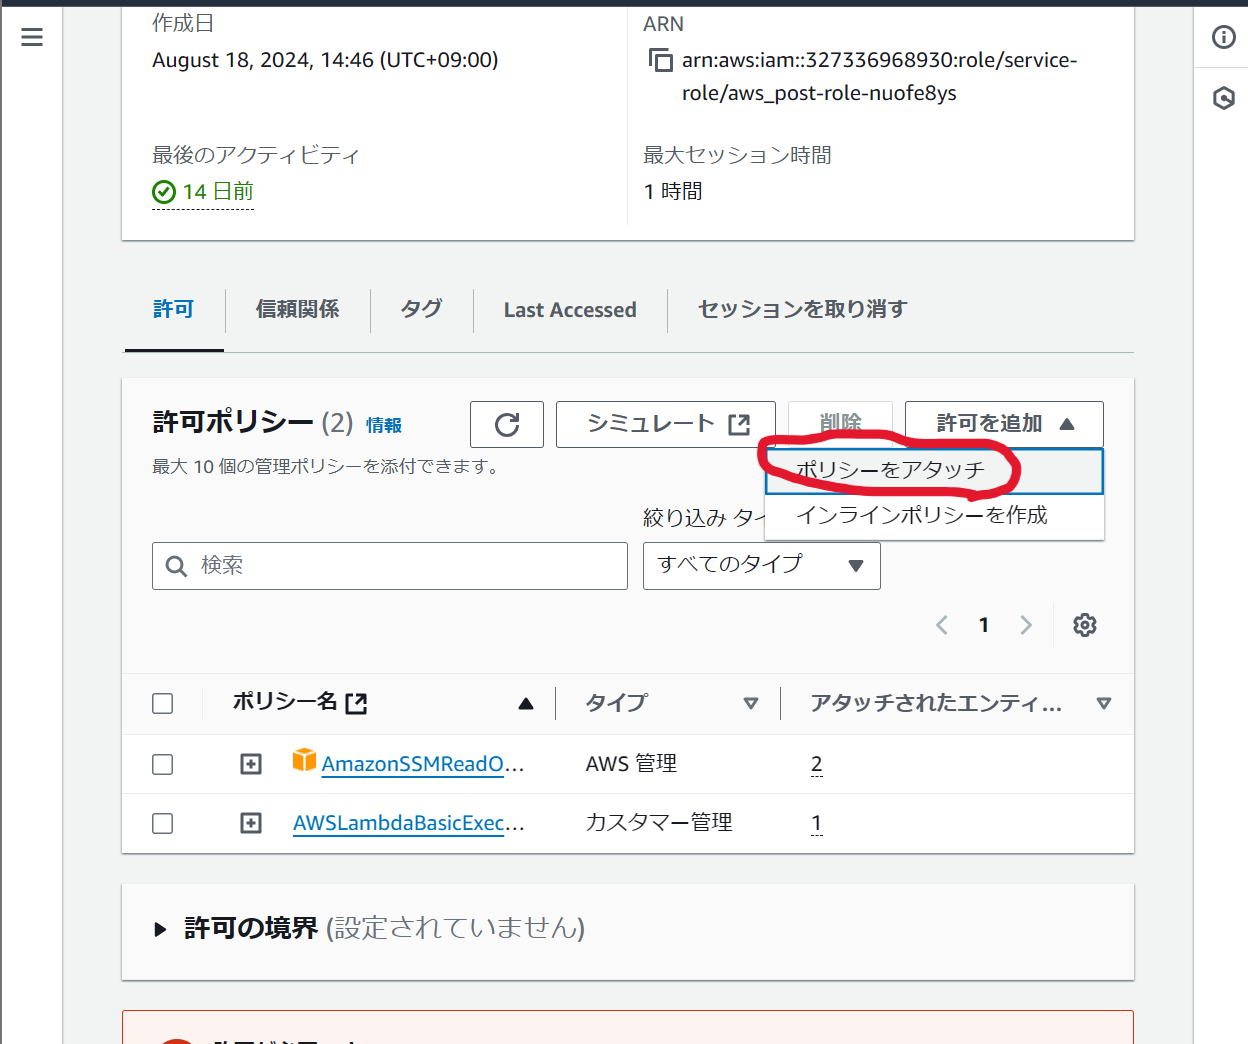 作成日
August 18, 2024, 14:46 (UTC+09:00)
ARN
arn:aws:iam::327336968930:role/service-
role/aws_post-role-nuofe8ys
最後のアクティビティ
14 日前
最大セッション時間
1 時間
許可
信頼関係
タグ
Last Accessed
セッションを取り消す
許可ポリシー (2) 情報
シミュレート
削除
許可を追加
最大 10 個の管理ポリシーを添付できます。
ポリシーをアタッチ
インラインポリシーを作成
絞り込み タイ
検索
すべてのタイプ
1
ポリシー名
タイプ
アタッチされたエンティ...
AmazonSSMReadO...
AWS 管理
2
AWSLambdaBasicExec...
カスタマー管理
1
許可の境界 (設定されていません)